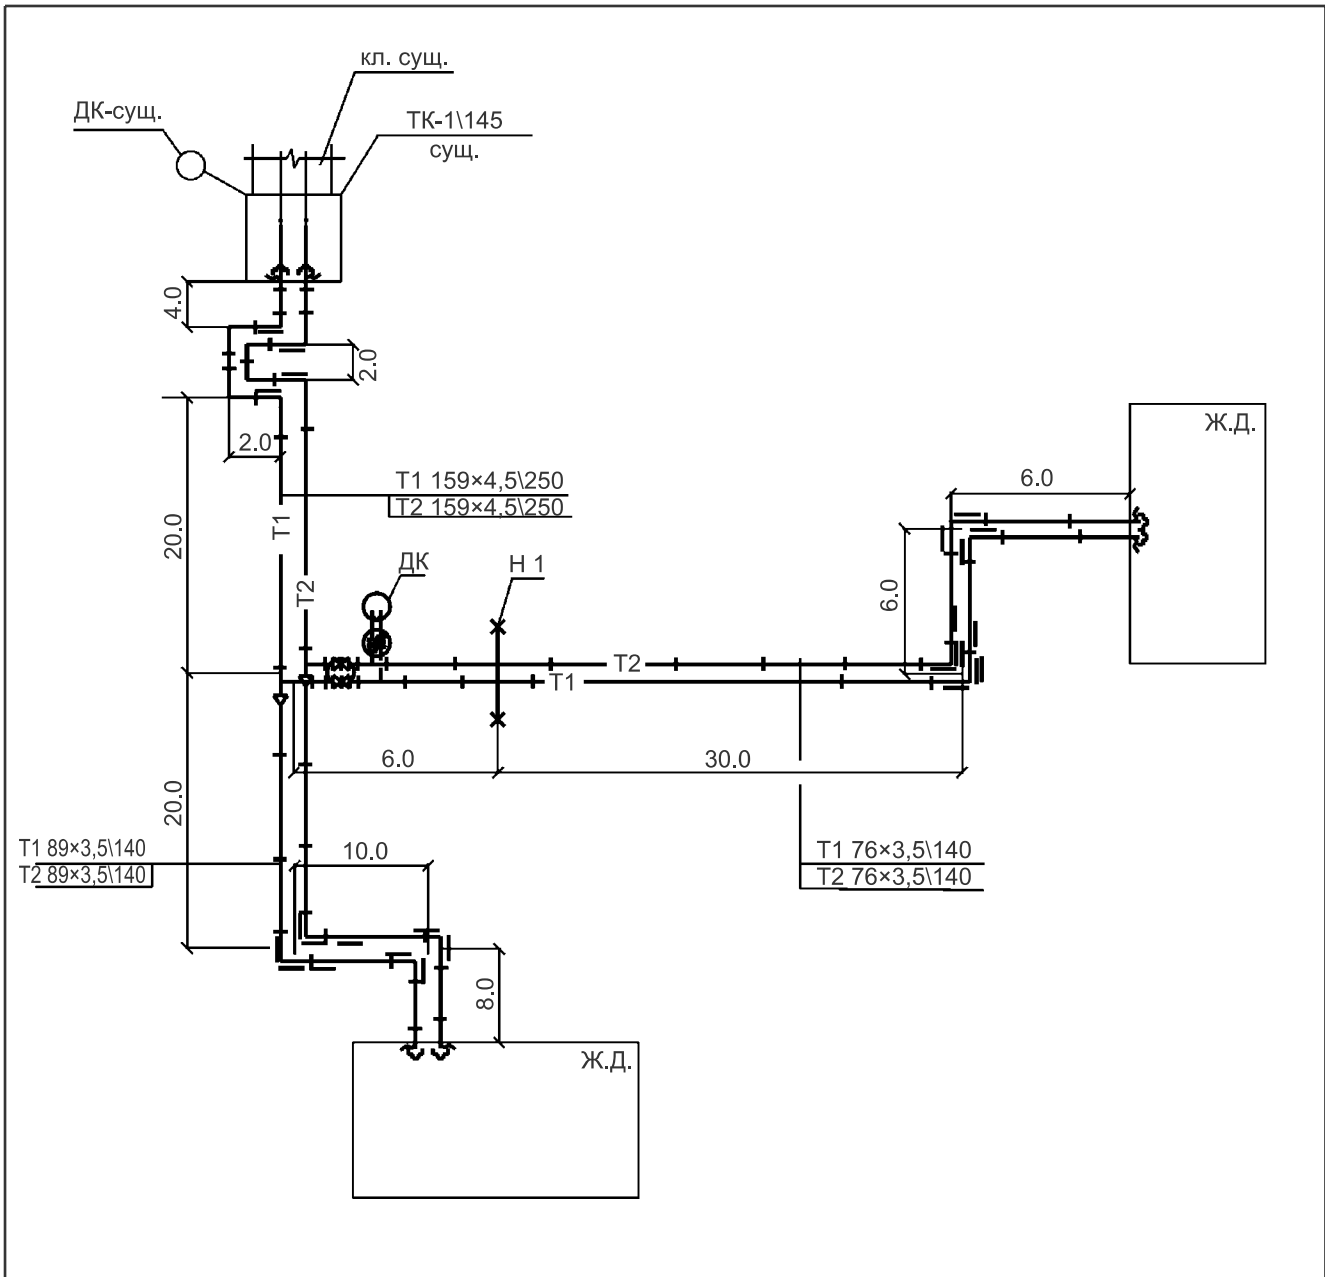 кл. сущ.
ДК-сущ.
ТК-1\145
сущ.
4.0
2.0
2.0
Ж.Д.
6.0
Т1 159×4,5\250
Т2 159×4,5\250
Т1
20.0
ДК
Н 1
Т2
6.0
Т2
Т1
6.0
30.0
20.0
Т1 89×3,5\140
Т2 89×3,5\140
10.0
Т1 76×3,5\140
Т2 76×3,5\140
8.0
Ж.Д.